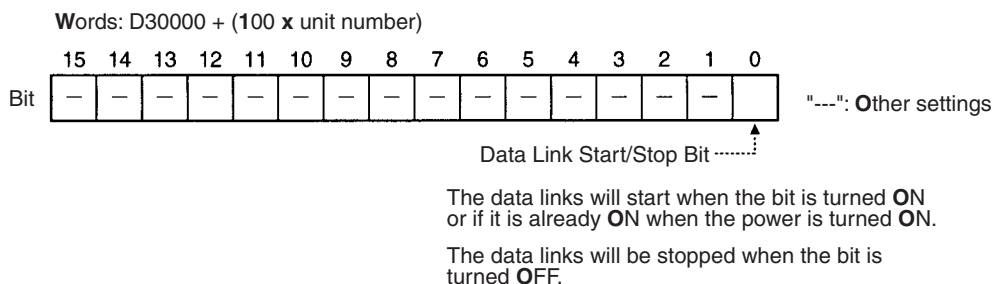 Words: D30000 + (100 x unit number)
15 14 13 12 11 10 9 8 7 6 5 4 3 2 1 0
Bit — — — — — — — — — — — — — — — "---": Other settings
Data Link Start/Stop Bit
The data links will start when the bit is turned ON
or if it is already ON when the power is turned ON.
The data links will be stopped when the bit is
turned OFF.